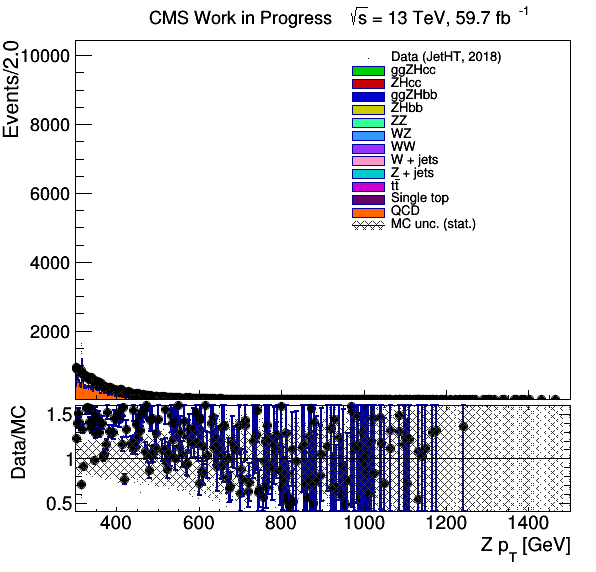 CMS Work in Progress √s = 13 TeV, 59.7 fb⁻¹
Events/2.0
10000
8000
6000
4000
2000
Data (JetHT, 2018)
ggZHcc
ZHcc
ggZHbb
ZHbb
ZZ
WZ
WW
W + jets
Z + jets
tt̄
Single top
QCD
MC unc. (stat.)
Data/MC
1.5
1
0.5
400 600 800 1000 1200 1400
Z p_T [GeV]